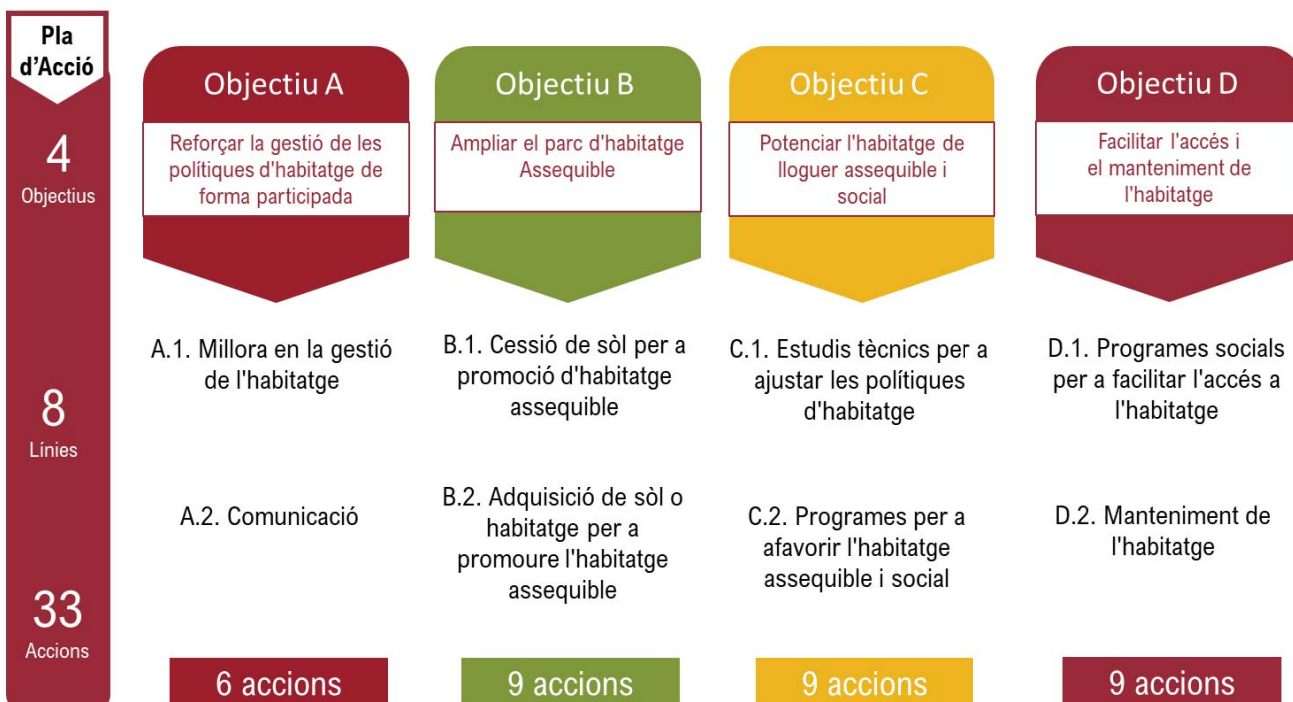 Pla
d'Acció
4
Objectius
8
Línies
33
Accions
Objectiu A
Reforçar la gestió de les
polítiques d'habitatge de
forma participada
A.1. Millora en la gestió
de l'habitatge
A.2. Comunicació
6 accions
Objectiu B
Ampliar el parc d'habitatge
Assequible
B.1. Cessió de sòl per a
promoció d'habitatge
assequible
B.2. Adquisició de sòl o
habitatge per a
promoure l'habitatge
assequible
9 accions
Objectiu C
Potenciar l'habitatge de
lloguer assequible i
social
C.1. Estudis tècnics per a
ajustar les polítiques
d'habitatge
C.2. Programes per a
afavorir l'habitatge
assequible i social
9 accions
Objectiu D
Facilitar l'accés i
el manteniment de
l'habitatge
D.1. Programes socials
per a facilitar l'accés a
l'habitatge
D.2. Manteniment de
l'habitatge
9 accions